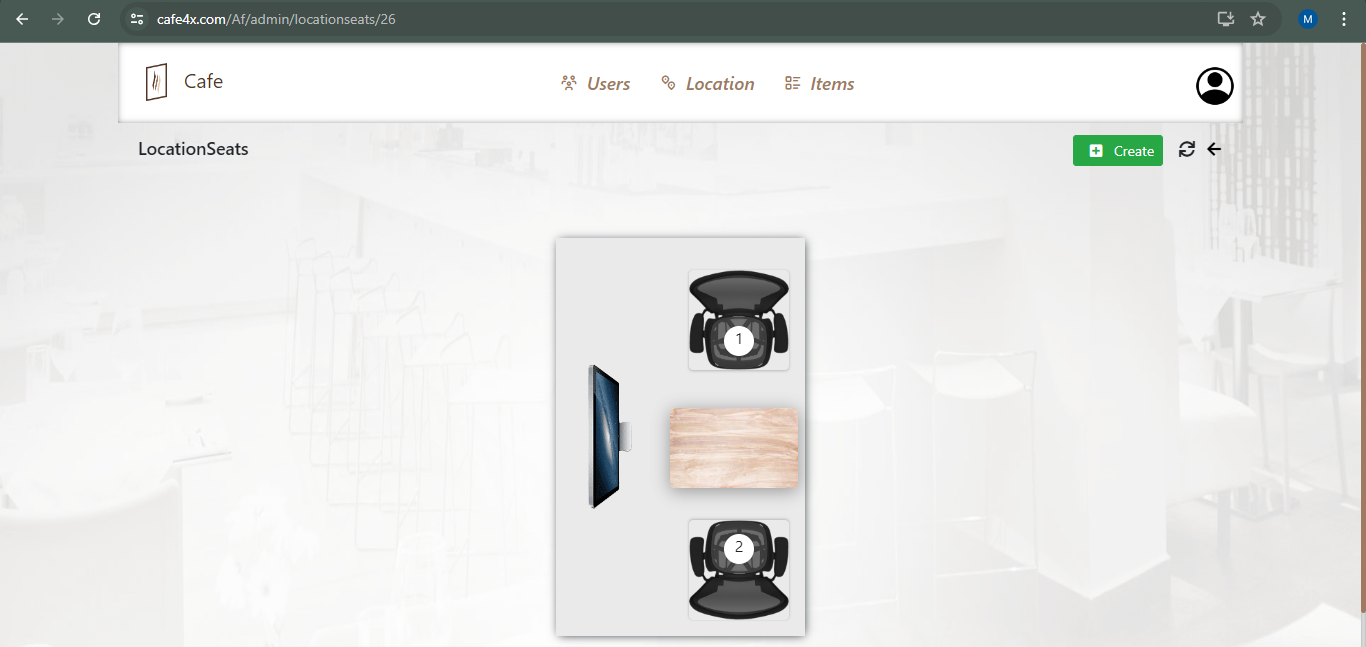 cafe4x.com/Af/admin/locationseats/26
M
Cafe
Users
Location
Items
LocationSeats
Create
1
2